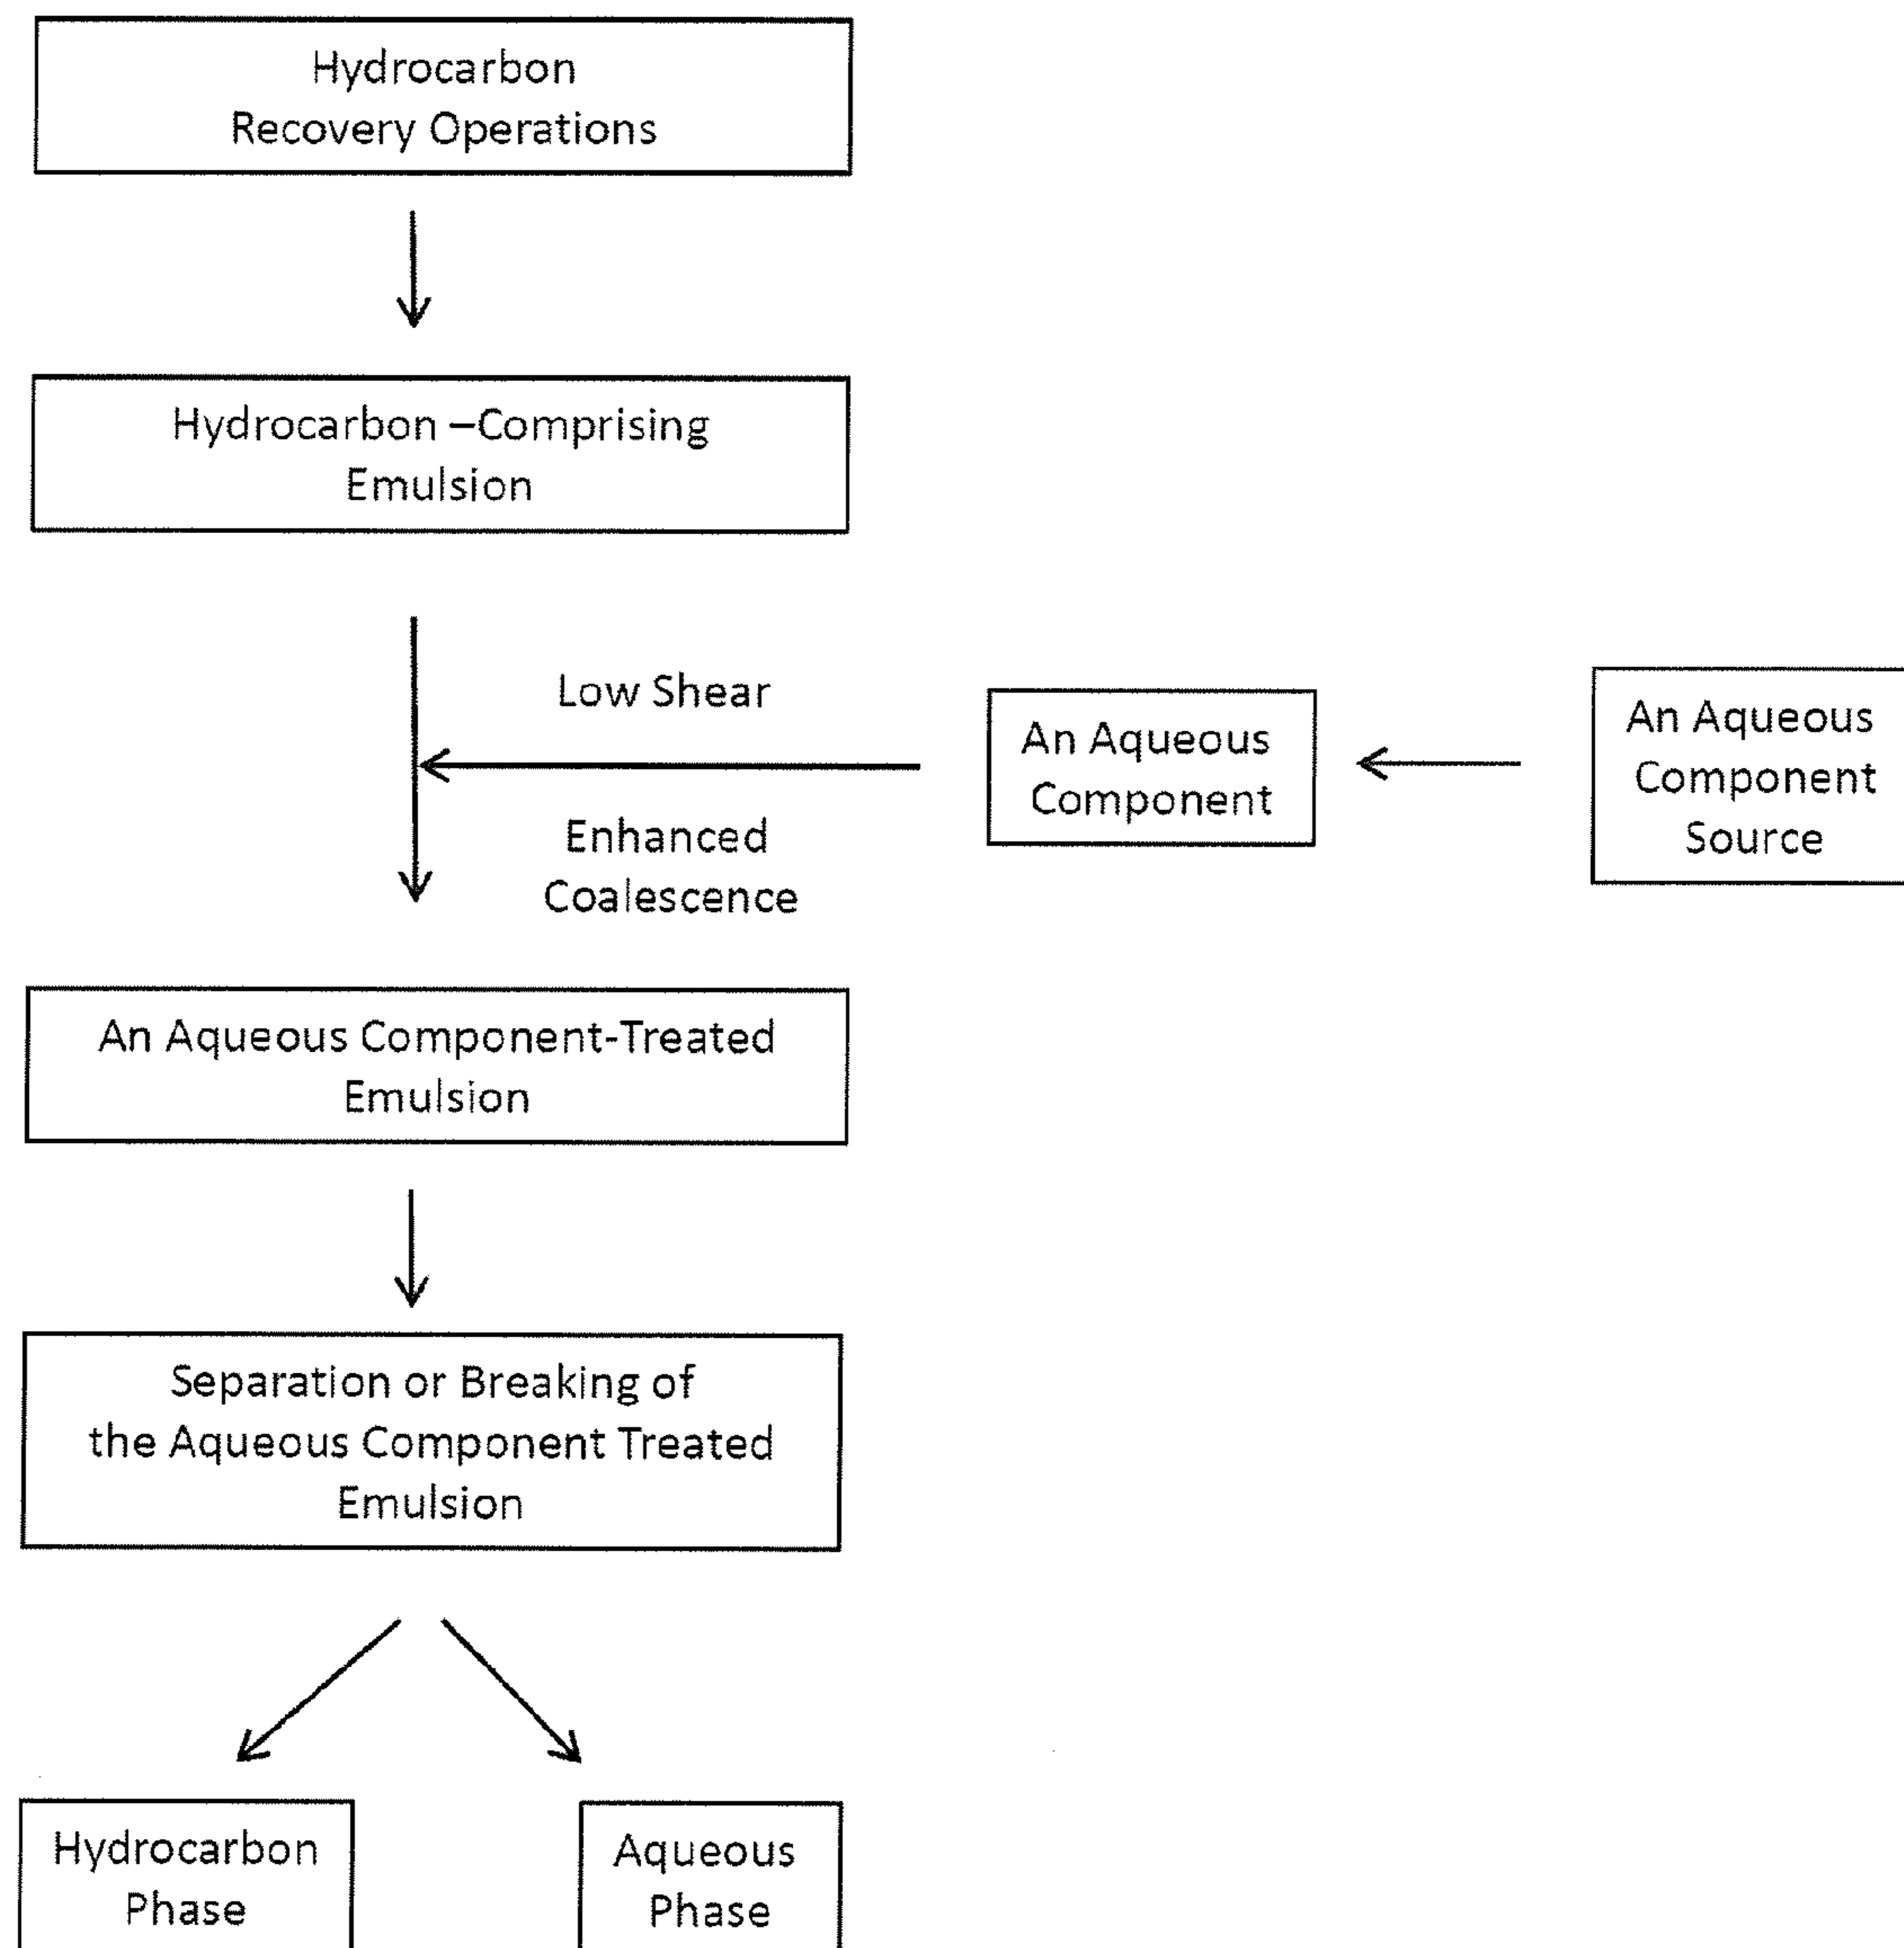 Hydrocarbon
Recovery Operations
Hydrocarbon –Comprising
Emulsion
Low Shear
Enhanced
Coalescence
An Aqueous
Component
An Aqueous
Component
Source
An Aqueous Component-Treated
Emulsion
Separation or Breaking of
the Aqueous Component Treated
Emulsion
Hydrocarbon
Phase
Aqueous
Phase